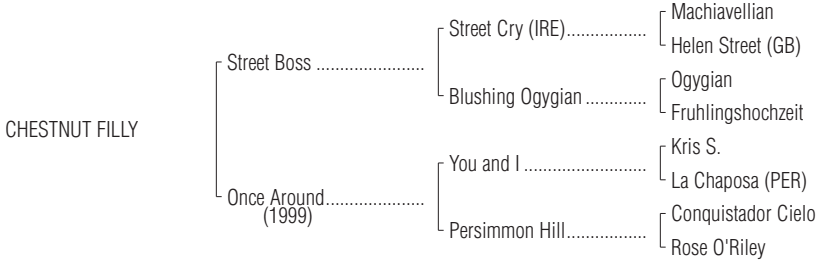 Machiavellian
Street Cry (IRE).................
Helen Street (GB)
Street Boss .......................
Ogygian
Blushing Ogygian .............
Fruhlingshochzeit
CHESTNUT FILLY
Kris S.
You and I ..........................
La Chaposa (PER)
Once Around.....................
(1999)
Conquistador Cielo
Persimmon Hill.................
Rose O'Riley